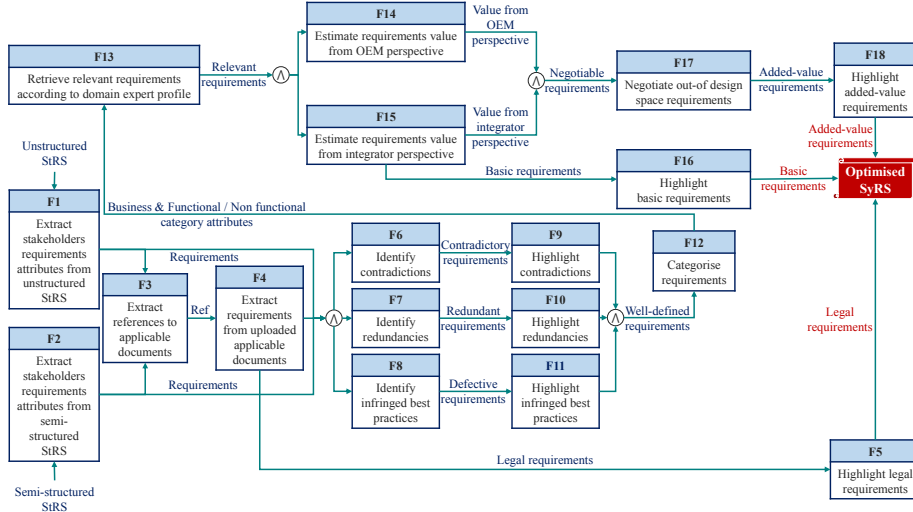 F14
Estimate requirements value
from OEM perspective
Value from
OEM
perspective
F13
Retrieve relevant requirements
according to domain expert profile
Relevant
requirements
Λ
Λ
Negotiable
requirements
F17
Negotiate out-of design
space requirements
Added-value
requirements
F18
Highlight
added-value
requirements
F15
Estimate requirements value
from integrator perspective
Value from
integrator
perspective
Added-value
requirements
Unstructured
StRS
Basic requirements
F16
Highlight
basic requirements
Basic
requirements
Optimised
SyRS
F1
Extract
stakeholders
requirements
attributes from
unstructured
StRS
Business & Functional / Non functional
category attributes
Requirements
F3
Extract
references to
applicable
documents
Ref
F4
Extract
requirements
from uploaded
applicable
documents
Λ
F6
Identify
contradictions
Contradictory
requirements
F9
Highlight
contradictions
F12
Categorise
requirements
F7
Identify
redundancies
Redundant
requirements
F10
Highlight
redundancies
Λ
Well-defined
requirements
Legal
requirements
F2
Extract
stakeholders
requirements
attributes from
semi-
structured
StRS
Requirements
F8
Identify
infringed best
practices
Defective
requirements
F11
Highlight
infringed best
practices
Legal requirements
F5
Highlight legal
requirements
Semi-structured
StRS